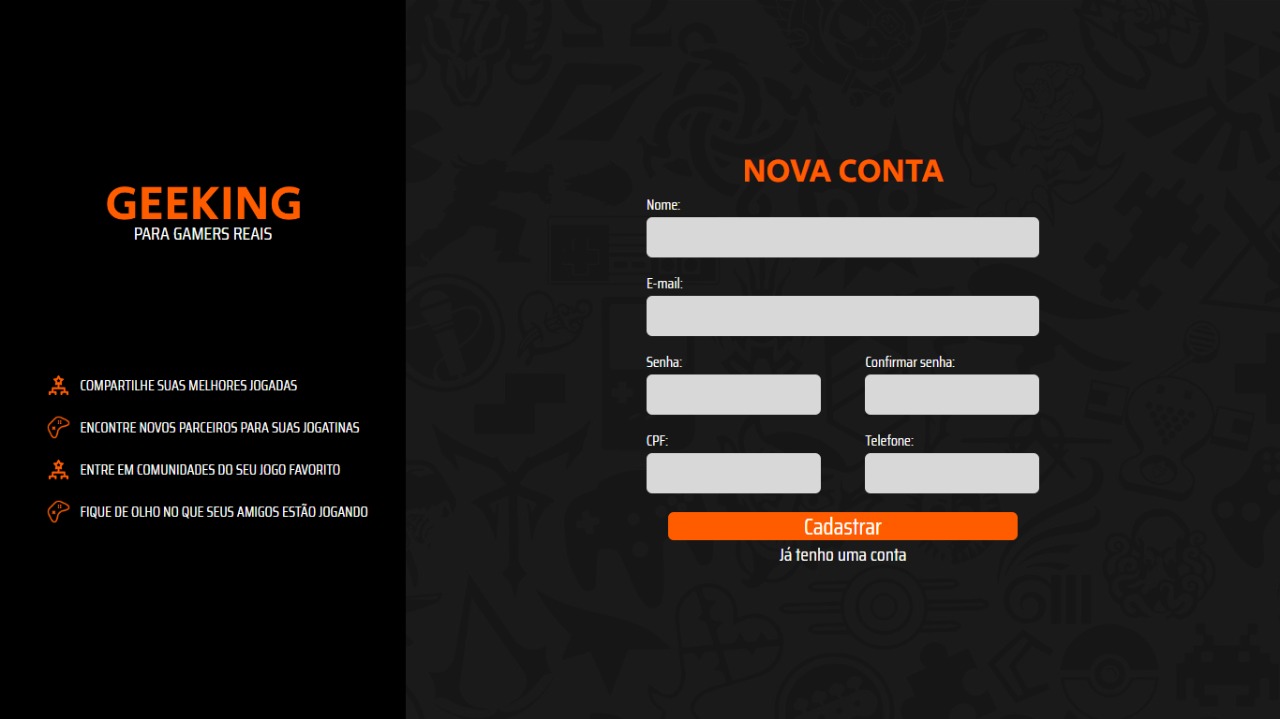 GEEKING
PARA GAMERS REAIS
COMPARTILHE SUAS MELHORES JOGADAS
ENCONTRE NOVOS PARCEIROS PARA SUAS JOGATINAS
ENTRE EM COMUNIDADES DO SEU JOGO FAVORITO
FIQUE DE OLHO NO QUE SEUS AMIGOS ESTÃO JOGANDO
NOVA CONTA
Nome:
E-mail:
Senha: Confirmar senha:
CPF: Telefone:
Cadastrar
Já tenho uma conta